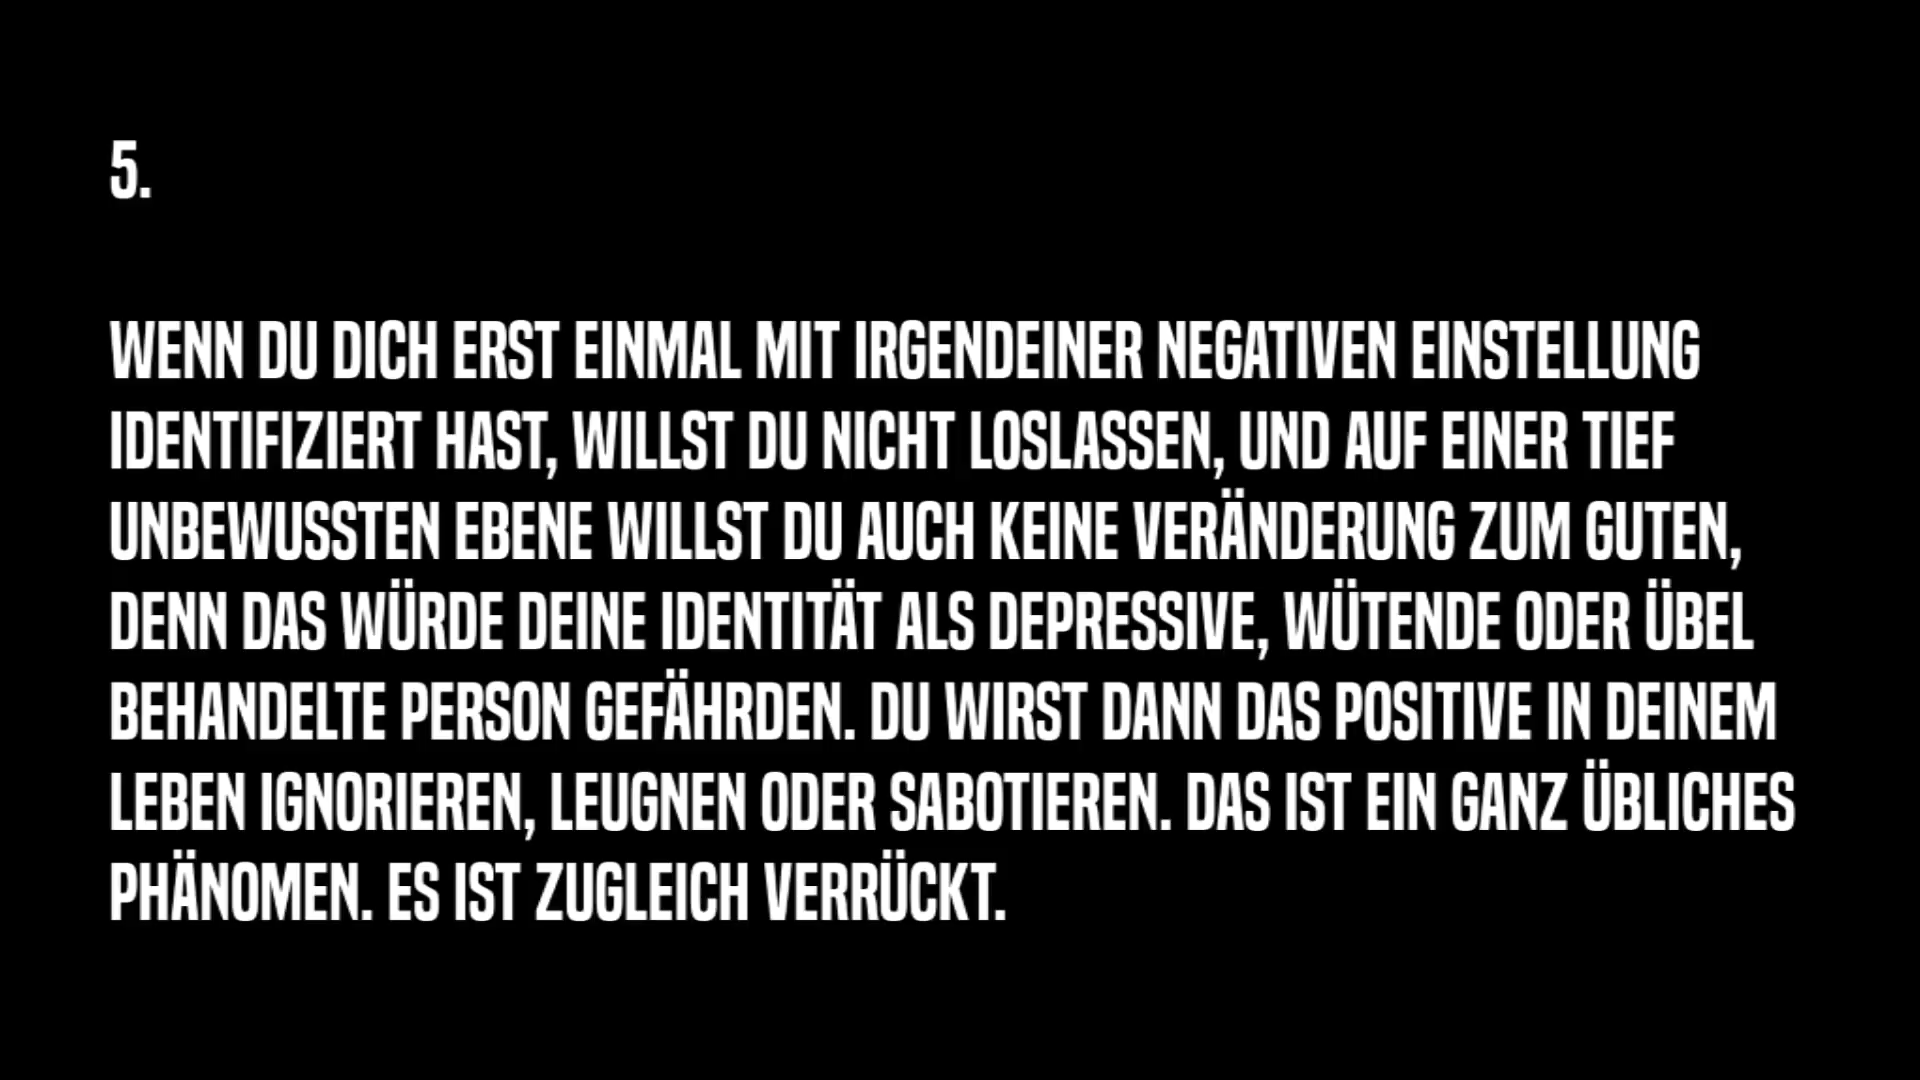 5.
WENN DU DICH ERST EINMAL MIT IRGENDEINER NEGATIVEN EINSTELLUNG
IDENTIFIZIERT HAST, WILLST DU NICHT LOSLASSEN, UND AUF EINER TIEF
UNBEWUSSTEN EBENE WILLST DU AUCH KEINE VERÄNDERUNG ZUM GUTEN,
DENN DAS WÜRDE DEINE IDENTITÄT ALS DEPRESSIVE, WÜTENDE ODER ÜBEL
BEHANDELTE PERSON GEFÄHRDEN. DU WIRST DANN DAS POSITIVE IN DEINEM
LEBEN IGNORIEREN, LEUGNEN ODER SABOTIEREN. DAS IST EIN GANZ ÜBLICHES
PHÄNOMEN. ES IST ZUGLEICH VERRÜCKT.